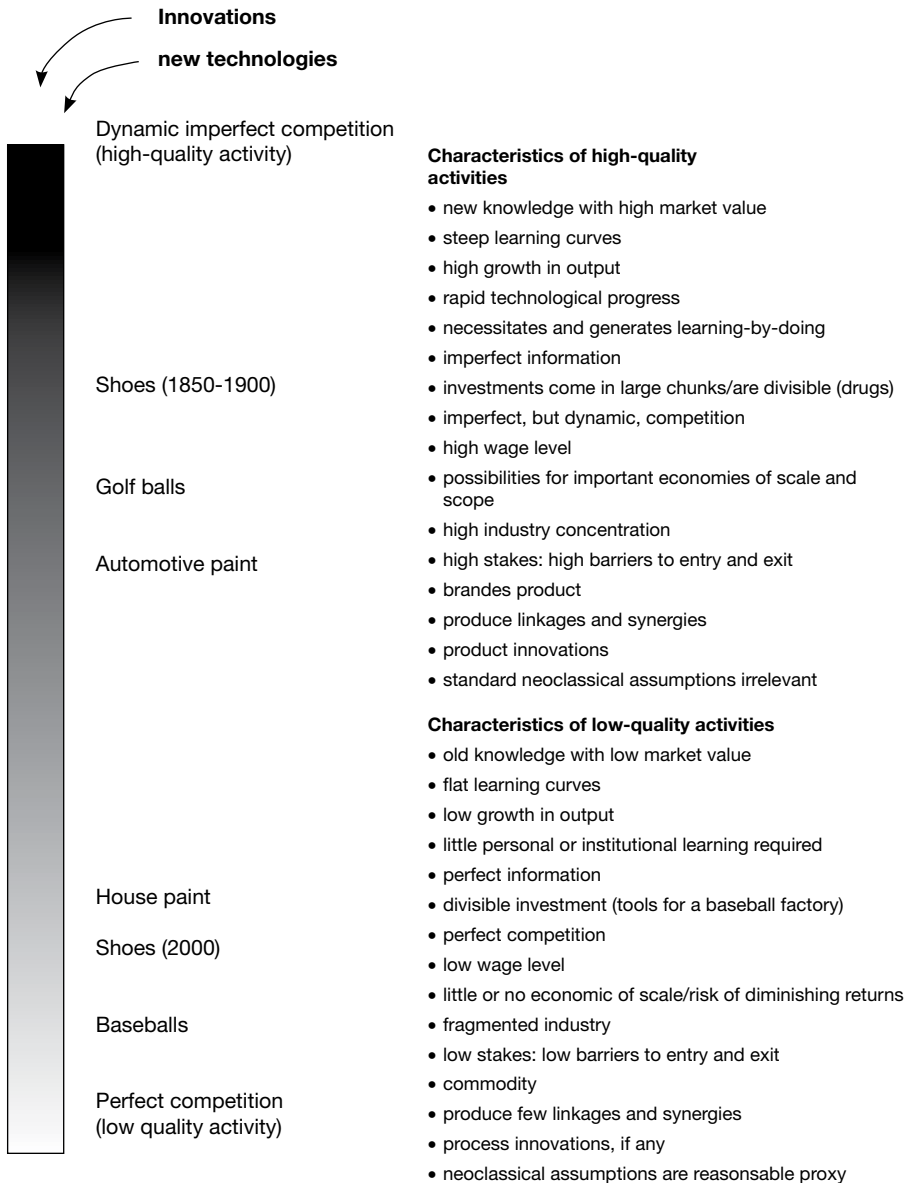 Innovations
new technologies
Dynamic imperfect competition
(high-quality activity)
Shoes (1850-1900)
Golf balls
Automotive paint
House paint
Shoes (2000)
Baseballs
Perfect competition
(low quality activity)
Characteristics of high-quality
activities
• new knowledge with high market value
• steep learning curves
• high growth in output
• rapid technological progress
• necessitates and generates learning-by-doing
• imperfect information
• investments come in large chunks/are divisible (drugs)
• imperfect, but dynamic, competition
• high wage level
• possibilities for important economies of scale and
scope
• high industry concentration
• high stakes: high barriers to entry and exit
• brandes product
• produce linkages and synergies
• product innovations
• standard neoclassical assumptions irrelevant
Characteristics of low-quality activities
• old knowledge with low market value
• flat learning curves
• low growth in output
• little personal or institutional learning required
• perfect information
• divisible investment (tools for a baseball factory)
• perfect competition
• low wage level
• little or no economic of scale/risk of diminishing returns
• fragmented industry
• low stakes: low barriers to entry and exit
• commodity
• produce few linkages and synergies
• process innovations, if any
• neoclassical assumptions are reasonsable proxy